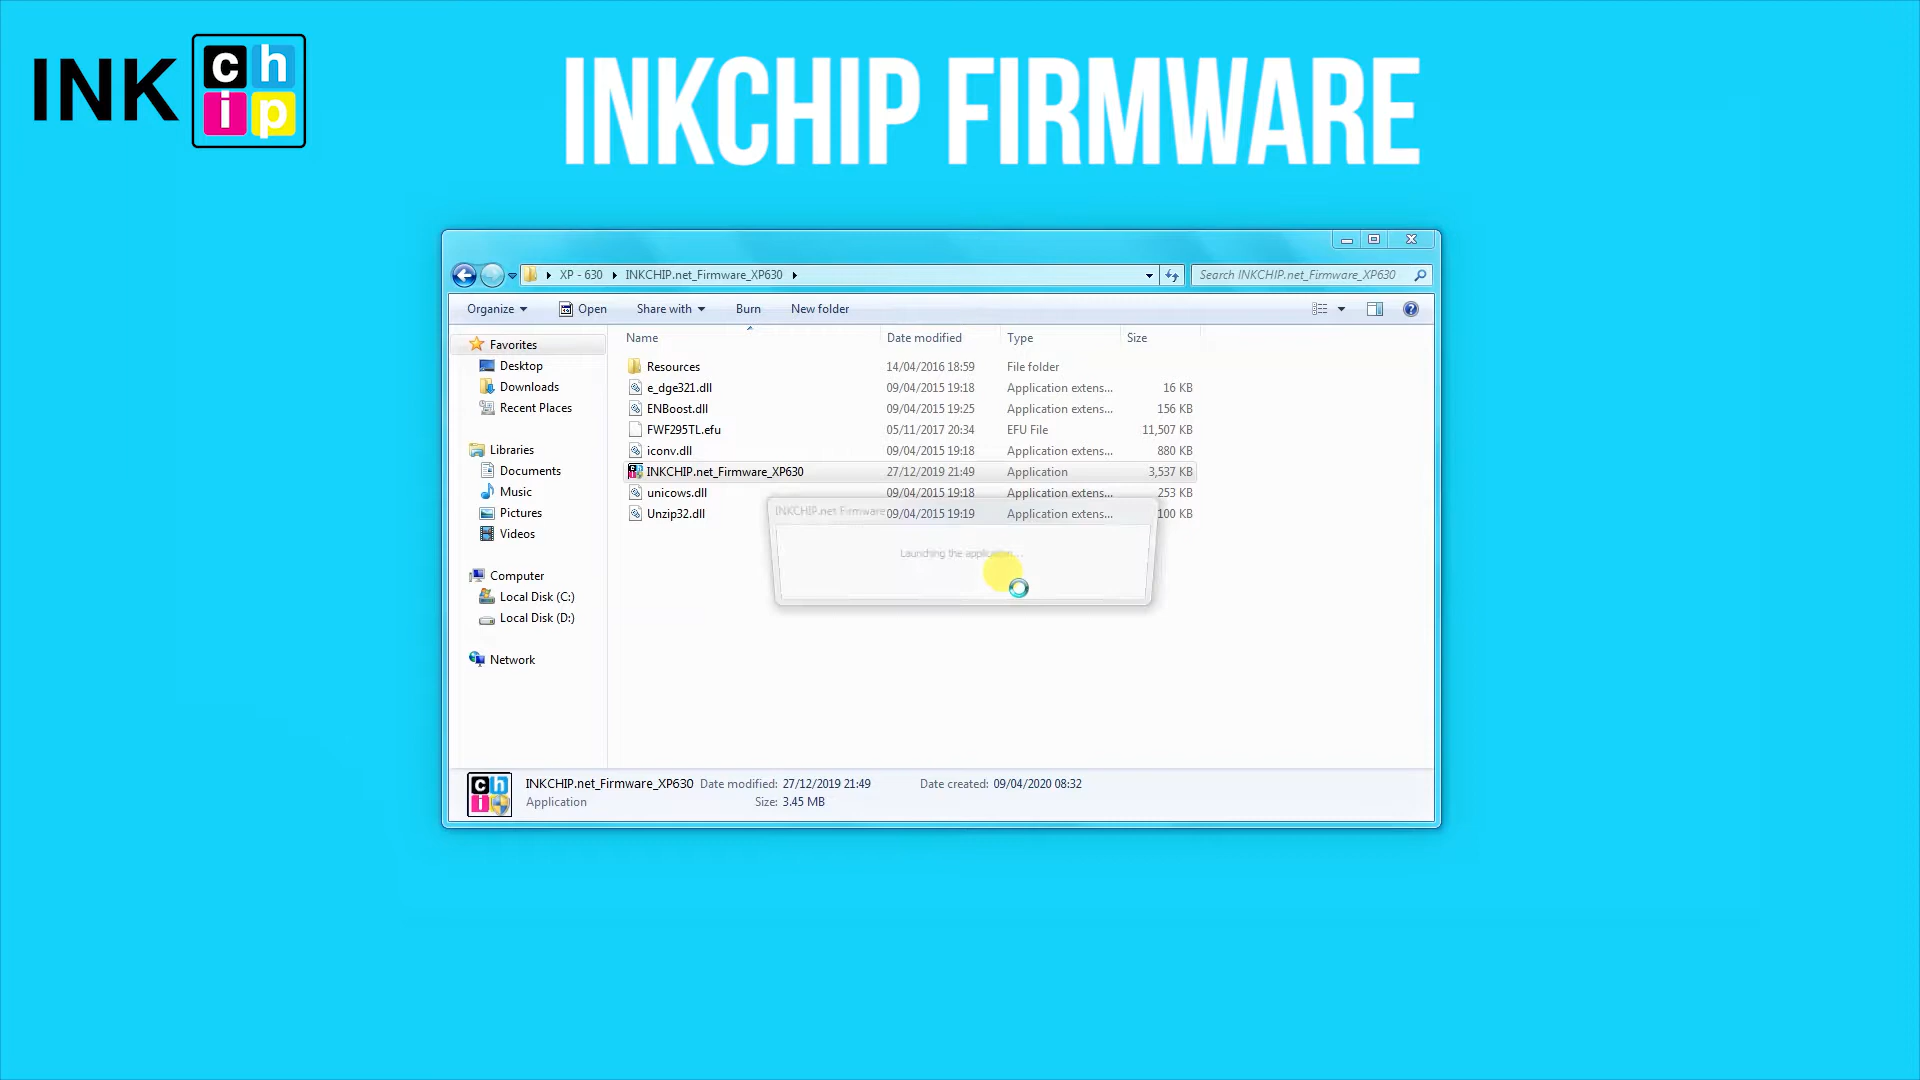 INK chip
INKCHIP FIRMWARE
XP - 630 INKCHIP.net_Firmware_XP630
Search INKCHIP.net_Firmware_XP630
Organize Open Share with Burn New folder
Name Date modified Type Size
Favorites
Desktop
Downloads
Recent Places
Libraries
Documents
Music
Pictures
Videos
Computer
Local Disk (C:)
Local Disk (D:)
Network
Resources 14/04/2016 18:59 File folder
e_dge321.dll 09/04/2015 19:18 Application extens... 16 KB
ENBoost.dll 09/04/2015 19:25 Application extens... 156 KB
FWF295TL.efu 05/11/2017 20:34 EFU File 11,507 KB
iconv.dll 09/04/2015 19:18 Application extens... 880 KB
INKCHIP.net_Firmware_XP630 27/12/2019 21:49 Application 3,537 KB
unicows.dll 09/04/2015 19:18 Application extens... 253 KB
Unzip32.dll 09/04/2015 19:19 Application extens... 100 KB
INKCHIP.net Firmware
Launching the application...
INKCHIP.net_Firmware_XP630 Date modified: 27/12/2019 21:49 Date created: 09/04/2020 08:32
Application Size: 3.45 MB